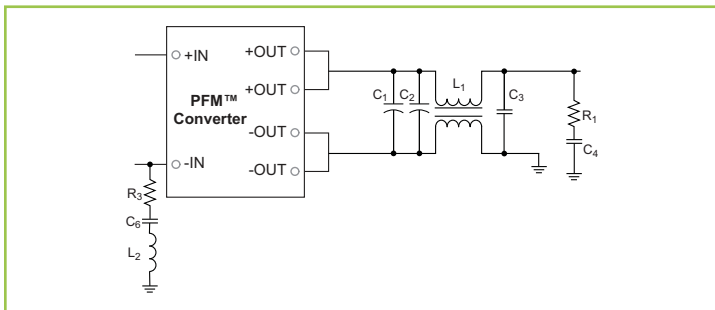 +IN
+OUT
+OUT
PFM™
Converter
-OUT
-OUT
-IN
C1
C2
L1
C3
R1
C4
R3
C6
L2